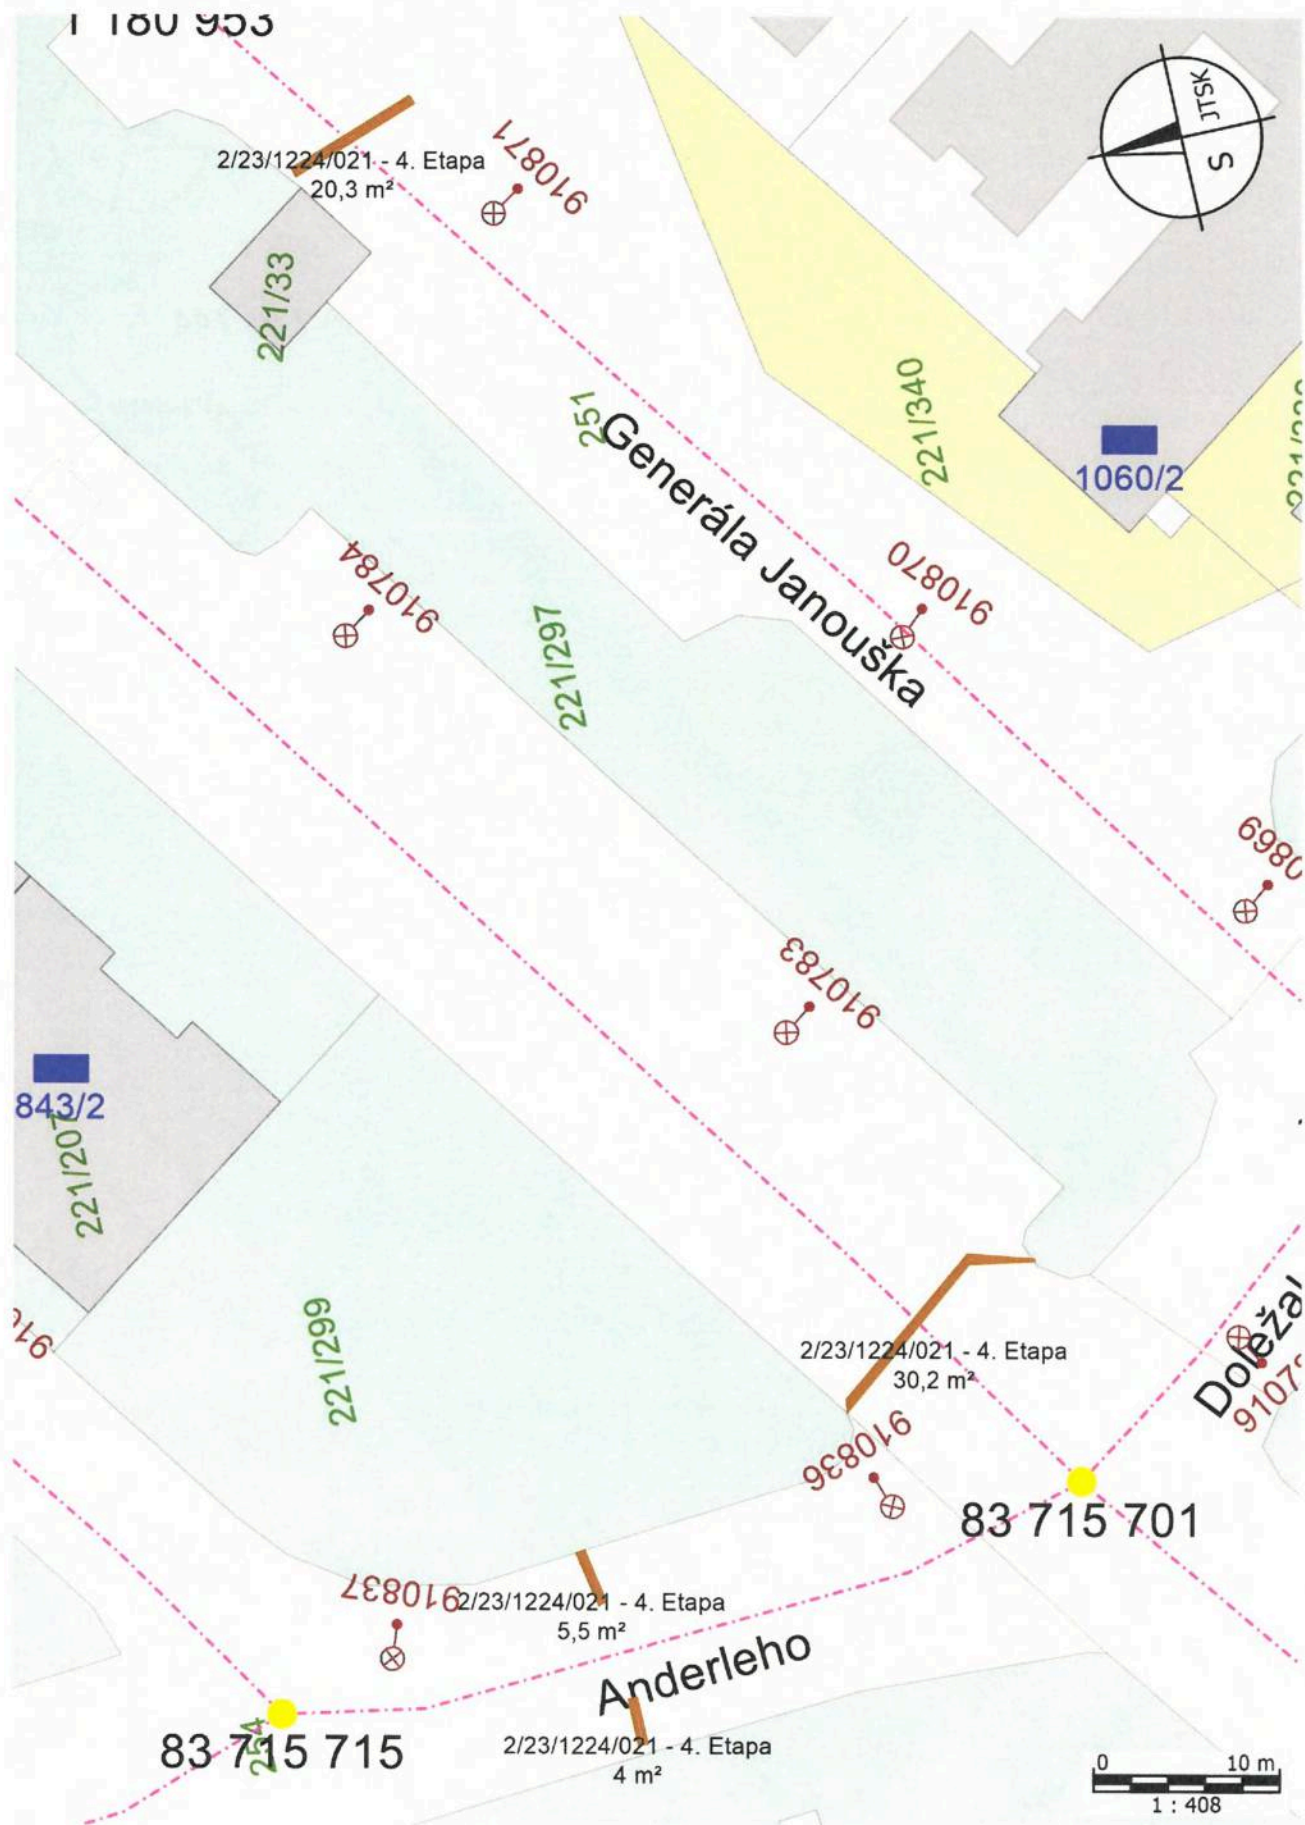 1 180 953
2/23/1224/021 - 4. Etapa
20,3 m²
910871
JTSK
S
221/33
251
Generála Janouška
221/340
1060/2
910784
910870
221/297
910783
843/2
221/207
221/299
2/23/1224/021 - 4. Etapa
30,2 m²
910836
83 715 701
910837
2/23/1224/021 - 4. Etapa
5,5 m²
Anderleho
254
83 715 715
2/23/1224/021 - 4. Etapa
4 m²
0 10 m
1 : 408